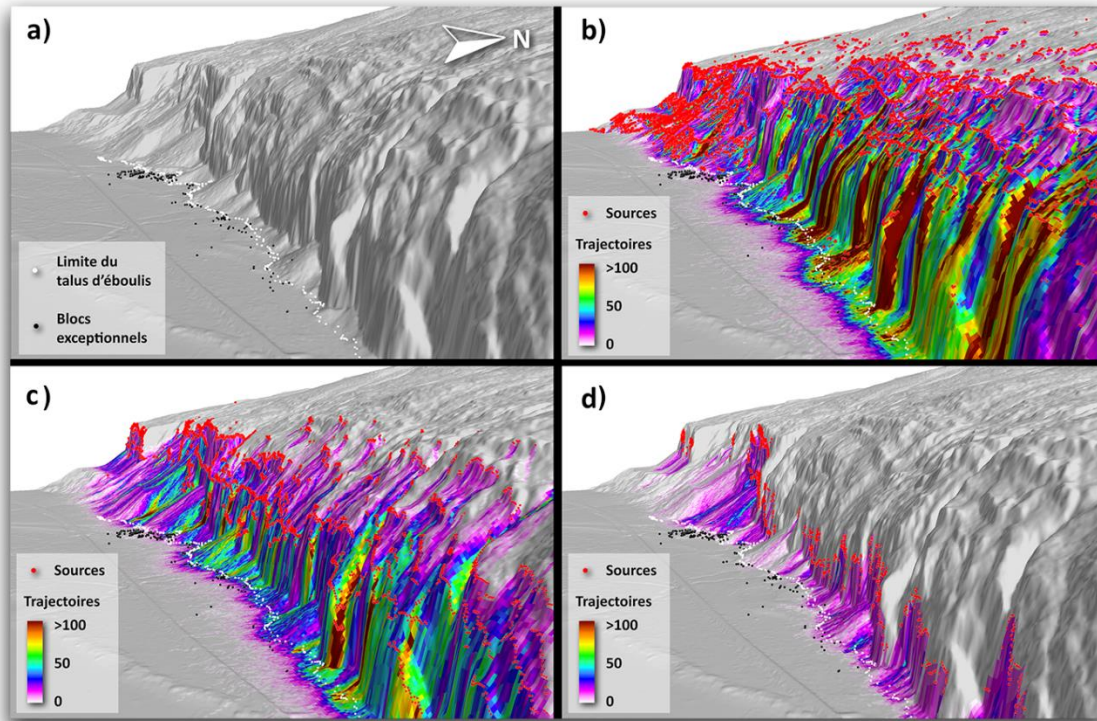 a)
N
Limite du
talus d'éboulis
Blocs
exceptionnels
b)
Sources
Trajectoires
>100
50
0
c)
Sources
Trajectoires
>100
50
0
d)
Sources
Trajectoires
>100
50
0